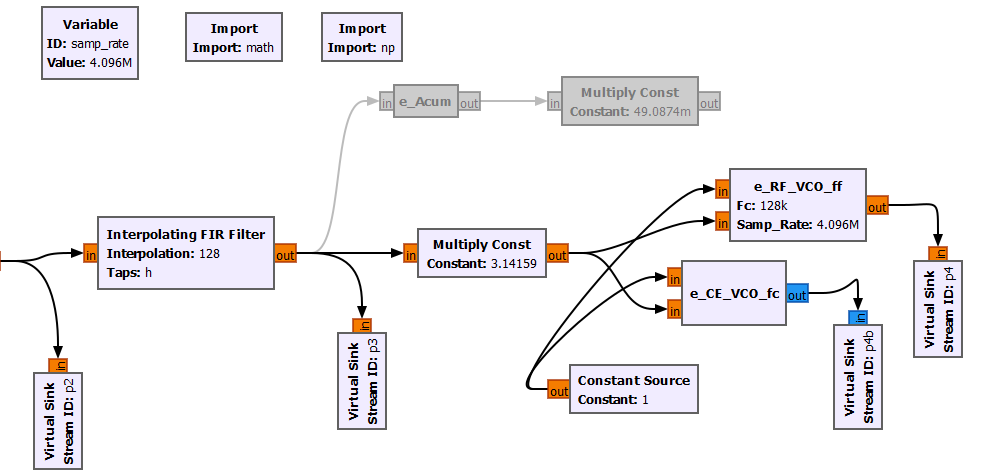 Variable
ID: samp_rate
Value: 4.096M
Import
Import: math
Import
Import: np
in
e_Acum
out
in
Multiply Const
Constant: 49.0874m
out
in
Interpolating FIR Filter
Interpolation: 128
Taps: h
out
in
Multiply Const
Constant: 3.14159
out
in
in
e_RF_VCO_ff
Fc: 128k
Samp_Rate: 4.096M
out
in
in
e_CE_VCO_fc
out
out
Constant Source
Constant: 1
in
Virtual Sink
Stream ID: p2
in
Virtual Sink
Stream ID: p3
in
Virtual Sink
Stream ID: p4b
in
Virtual Sink
Stream ID: p4